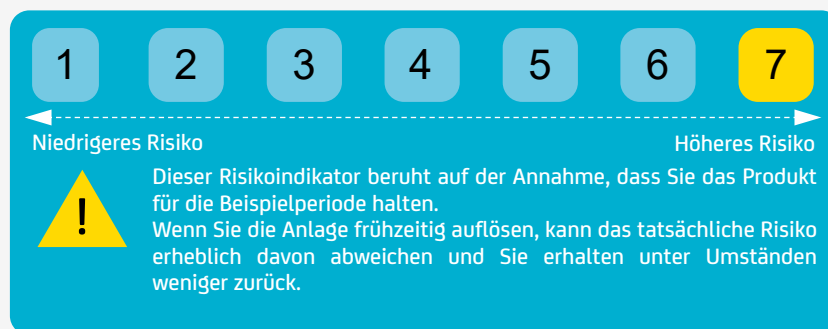 1 2 3 4 5 6 7
Niedrigeres Risiko Höheres Risiko
! Dieser Risikoindikator beruht auf der Annahme, dass Sie das Produkt
für die Beispielperiode halten.
Wenn Sie die Anlage frühzeitig auflösen, kann das tatsächliche Risiko
erheblich davon abweichen und Sie erhalten unter Umständen
weniger zurück.